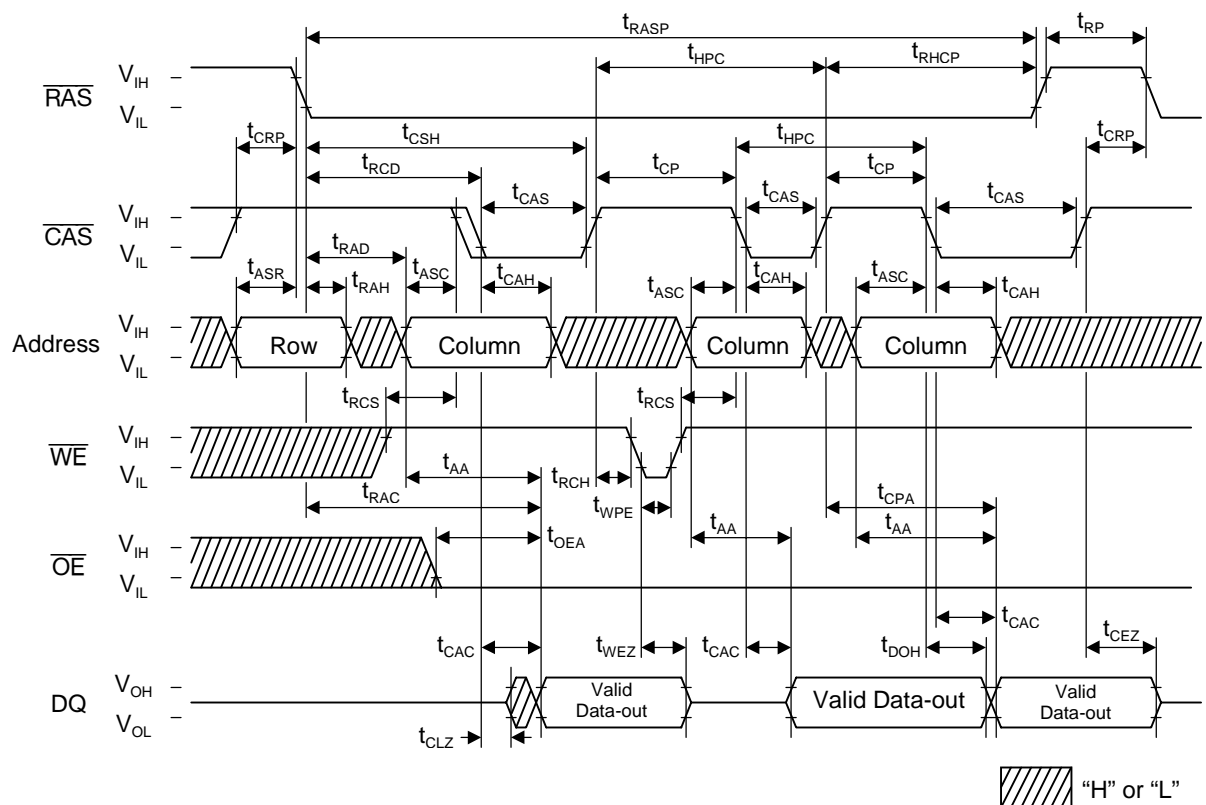 tRASP
tRP
tHPC
tRHCP
RAS
VIH
VIL
tCRP
tCSH
tHPC
tCRP
tRCD
tCP
tCP
CAS
VIH
VIL
tCAS
tCAS
tCAS
tRAD
tASR
tRAH
tASC
tCAH
tASC
tCAH
tASC
tCAH
Address
VIH
VIL
Row
Column
Column
Column
tRCS
tRCS
WE
VIH
VIL
tAA
tRCH
tRAC
tWPE
tCPA
OE
VIH
VIL
tOEA
tAA
tAA
tCAC
tCAC
tWEZ
tCAC
tDOH
tCEZ
DQ
VOH
VOL
Valid
Data-out
Valid Data-out
Valid
Data-out
tCLZ
"H" or "L"